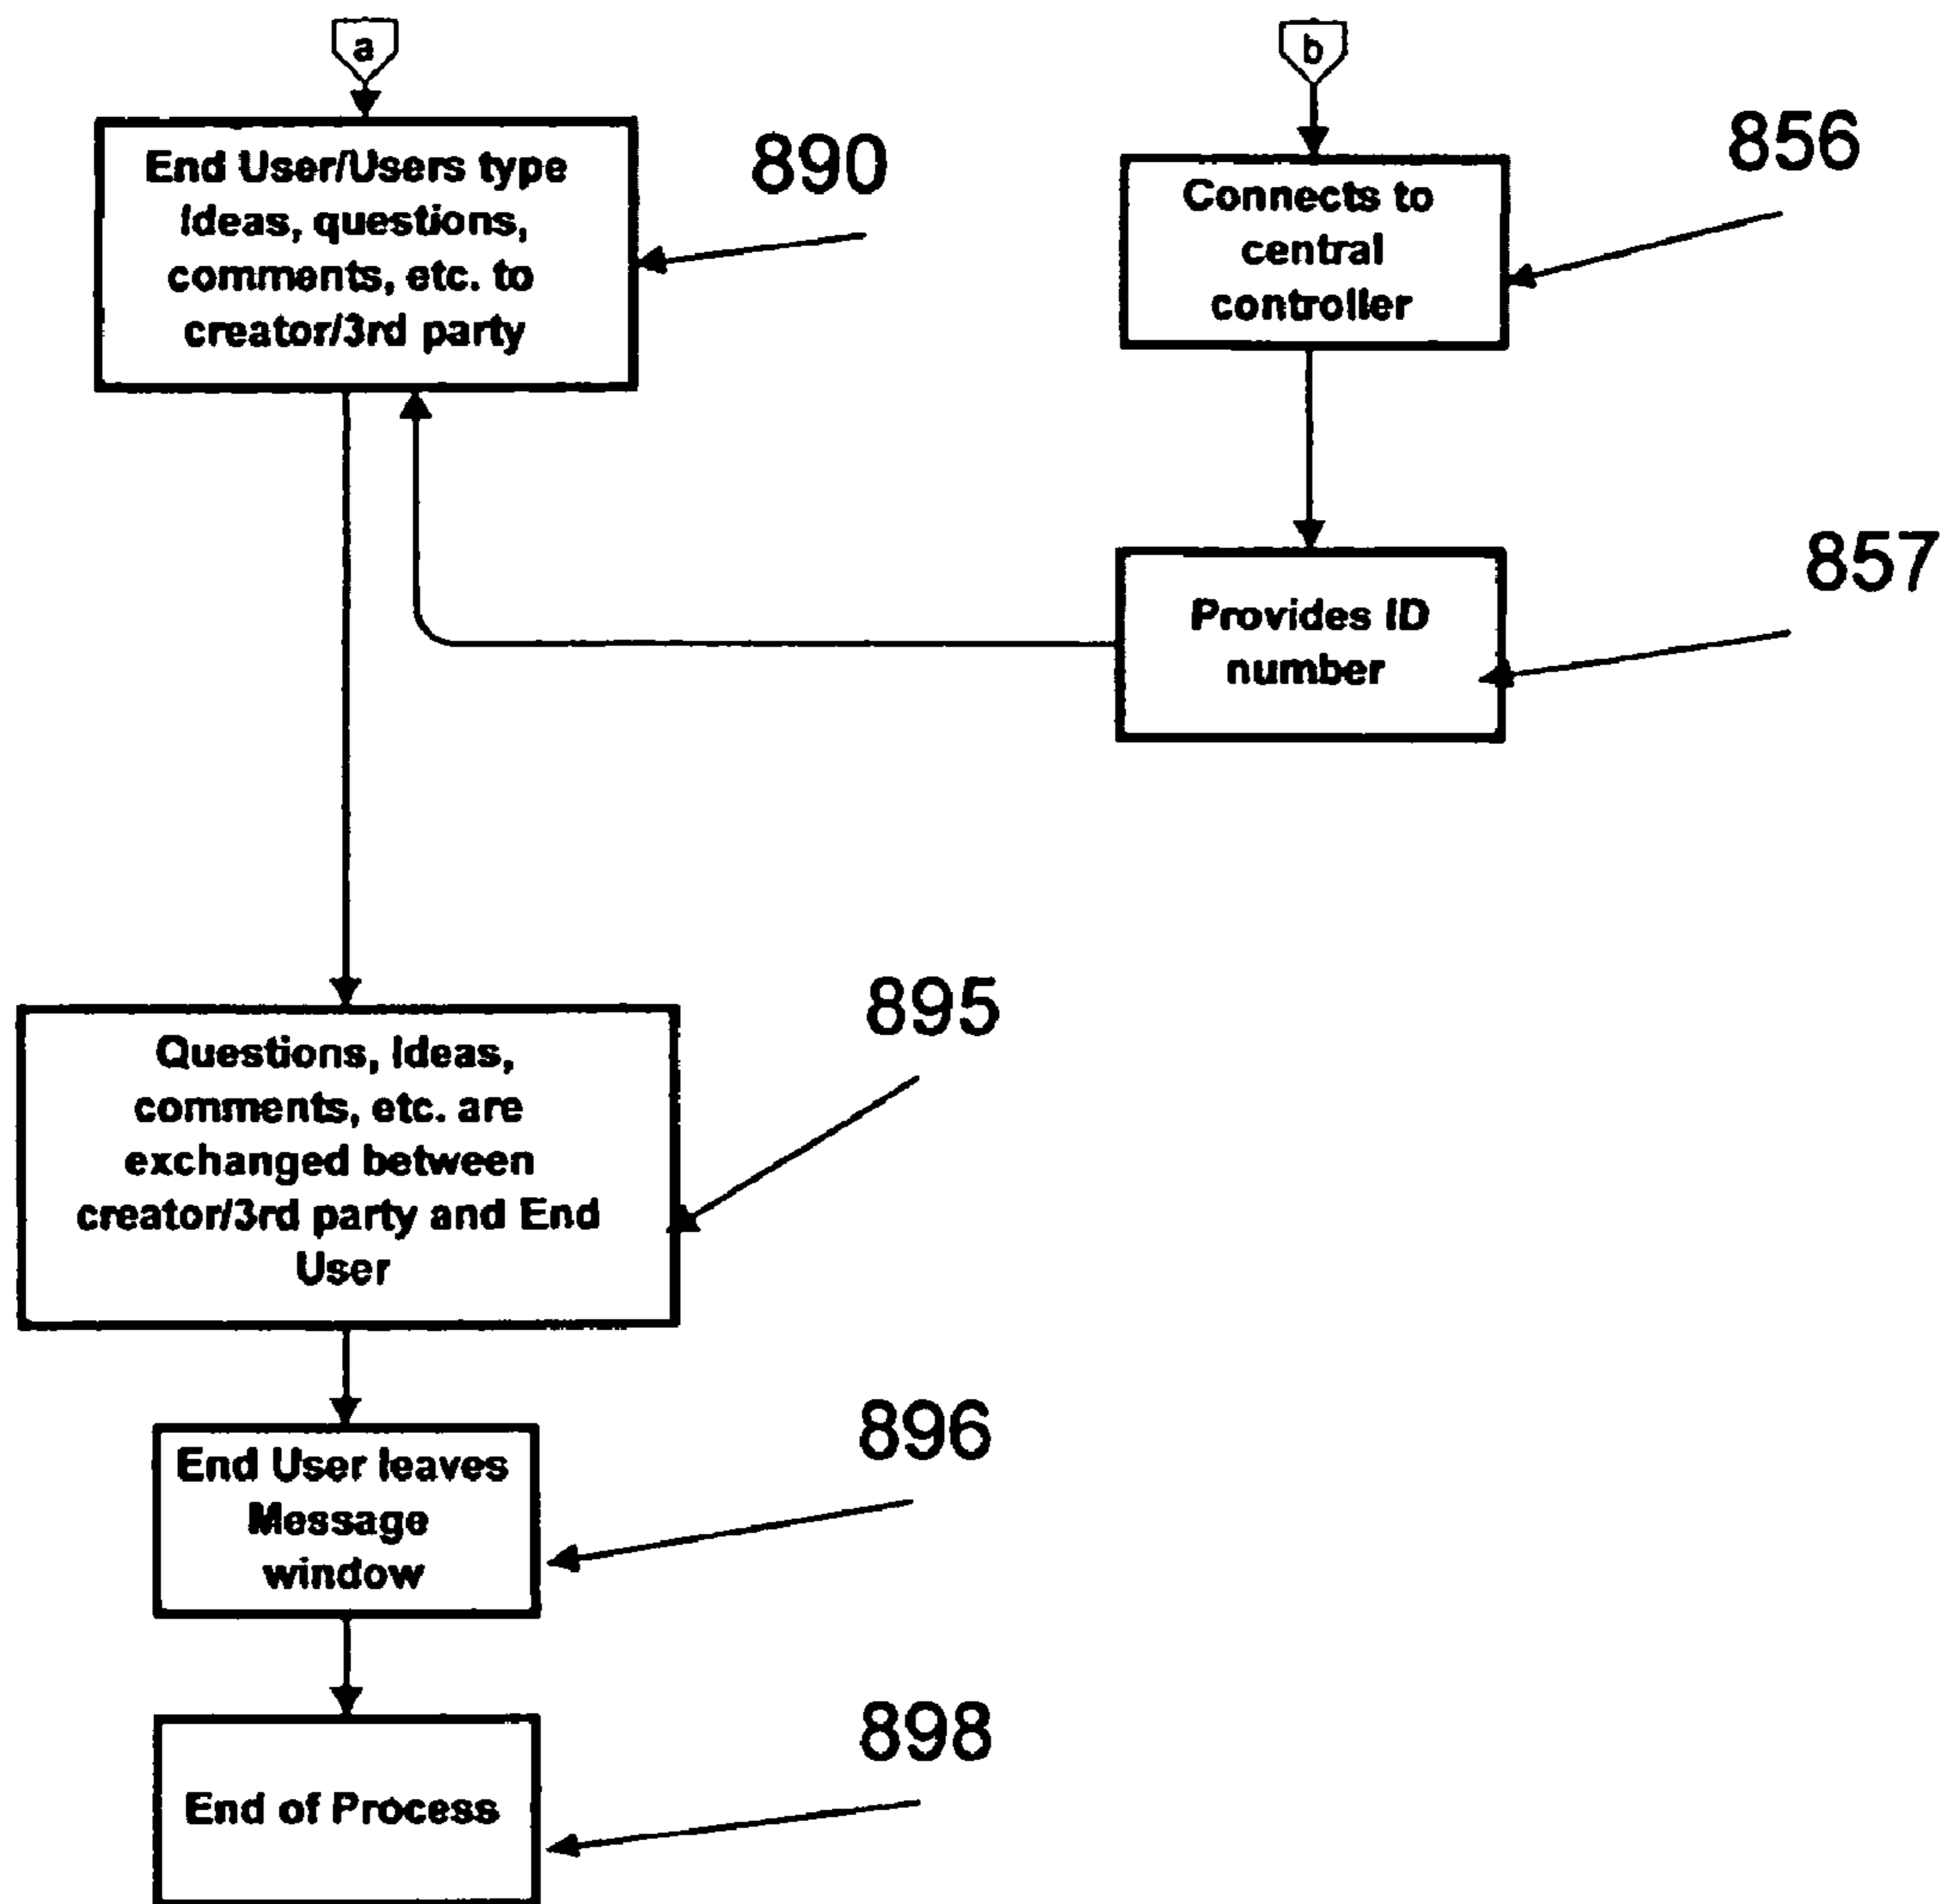 a
End User/Users type
Ideas, questions,
comments, etc. to
creator/3rd party
890
b
Connects to
central
controller
856
Provides ID
number
857
Questions, Ideas,
comments, etc. are
exchanged between
creator/3rd party and End
User
895
End User leaves
Message
window
896
End of Process
898